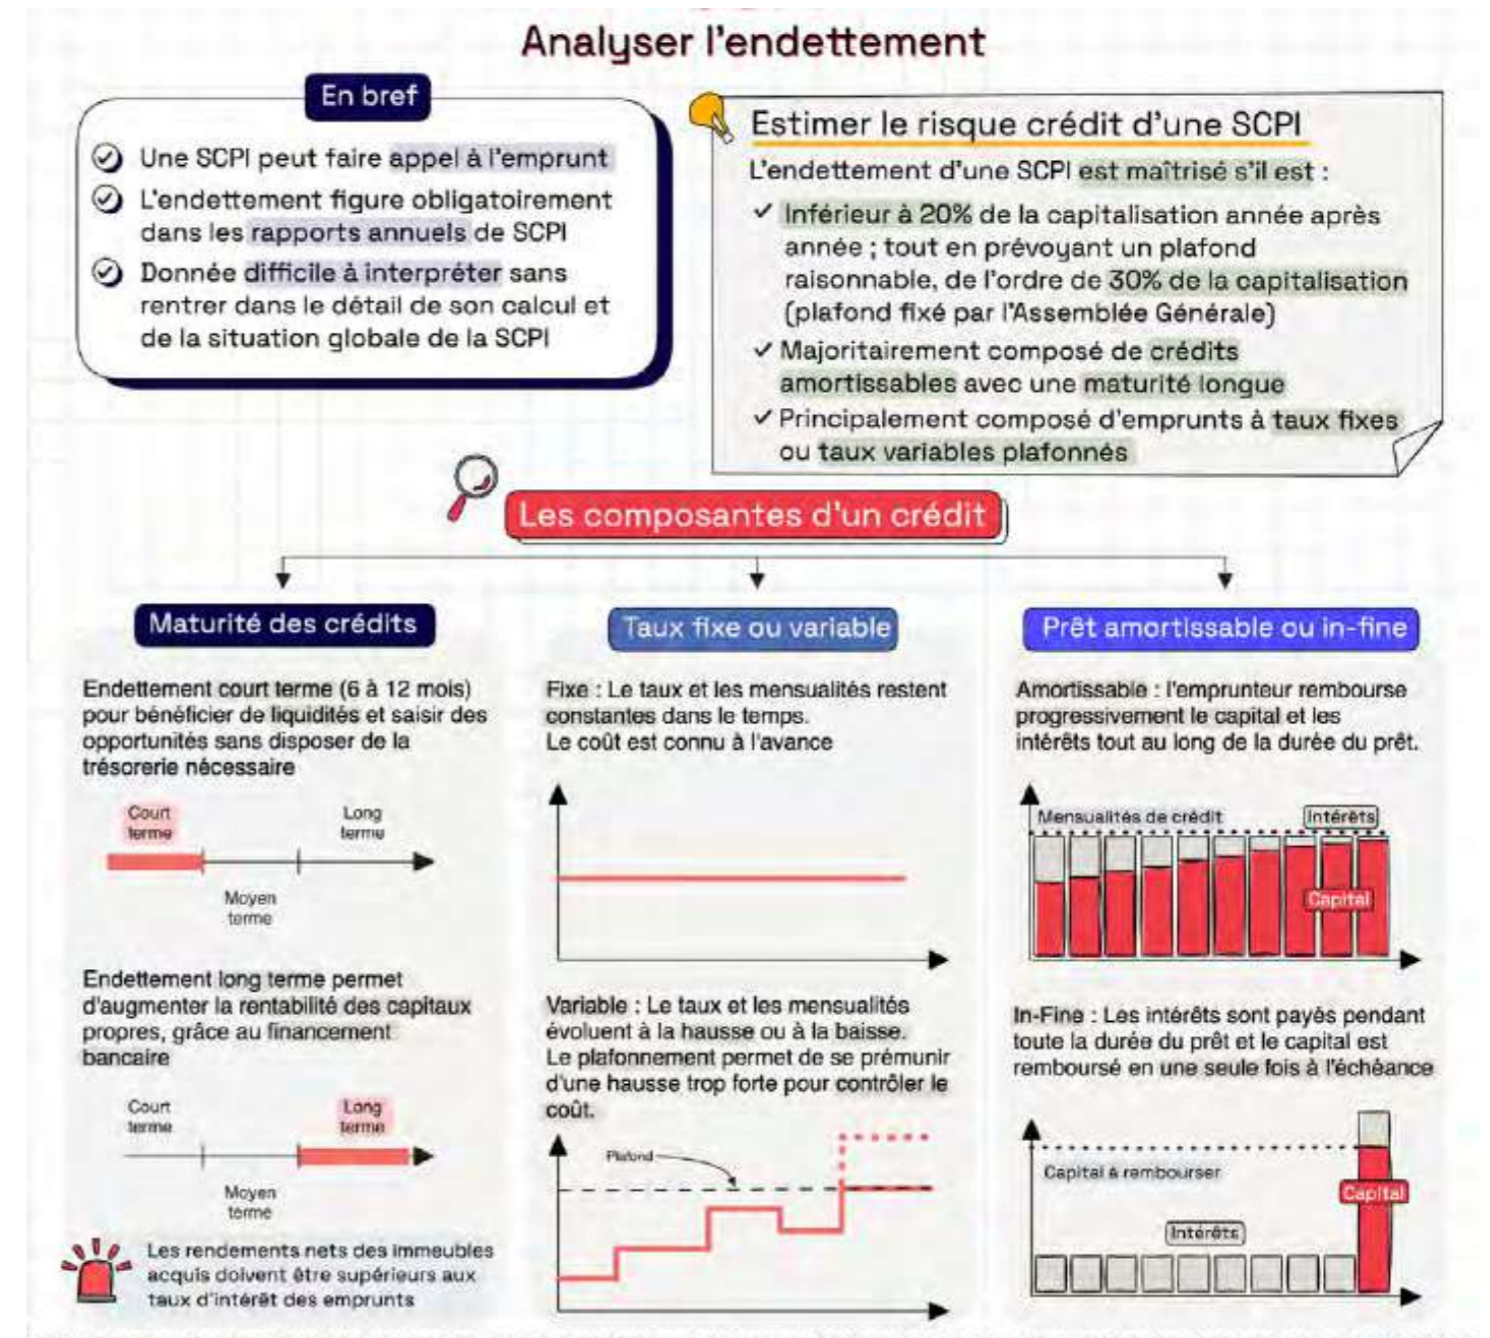 Analyser l'endettement
En bref
Une SCPI peut faire appel à l'emprunt
L'endettement figure obligatoirement
dans les rapports annuels de SCPI
Donnée difficile à interpréter sans
rentrer dans le détail de son calcul et
de la situation globale de la SCPI
Estimer le risque crédit d'une SCPI
L'endettement d'une SCPI est maîtrisé s'il est :
Inférieur à 20% de la capitalisation année après
année ; tout en prévoyant un plafond
raisonnable, de l'ordre de 30% de la capitalisation
(plafond fixé par l'Assemblée Générale)
Majoritairement composé de crédits
amortissables avec une maturité longue
Principalement composé d'emprunts à taux fixes
ou taux variables plafonnés
Les composantes d'un crédit
Maturité des crédits
Endettement court terme (6 à 12 mois)
pour bénéficier de liquidités et saisir des
opportunités sans disposer de la
trésorerie nécessaire
Court
terme
Long
terme
Moyen
terme
Endettement long terme permet
d'augmenter la rentabilité des capitaux
propres, grâce au financement
bancaire
Court
terme
Long
terme
Moyen
terme
Les rendements nets des immeubles
acquis doivent être supérieurs aux
taux d'intérêt des emprunts
Taux fixe ou variable
Fixe : Le taux et les mensualités restent
constantes dans le temps.
Le coût est connu à l'avance
Variable : Le taux et les mensualités
évoluent à la hausse ou à la baisse.
Le plafonnement permet de se prémunir
d'une hausse trop forte pour contrôler le
coût.
Plafond
Prêt amortissable ou in-fine
Amortissable : l'emprunteur rembourse
progressivement le capital et les
intérêts tout au long de la durée du prêt.
Mensualités de crédit
Intérêts
Capital
In-Fine : Les intérêts sont payés pendant
toute la durée du prêt et le capital est
remboursé en une seule fois à l'échéance
Capital à rembourser
Capital
Intérêts